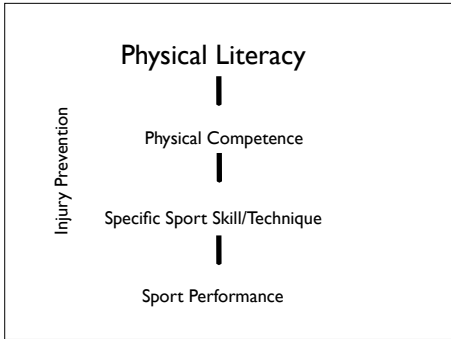 Physical Literacy
Physical Competence
Injury Prevention
Specific Sport Skill/Technique
Sport Performance